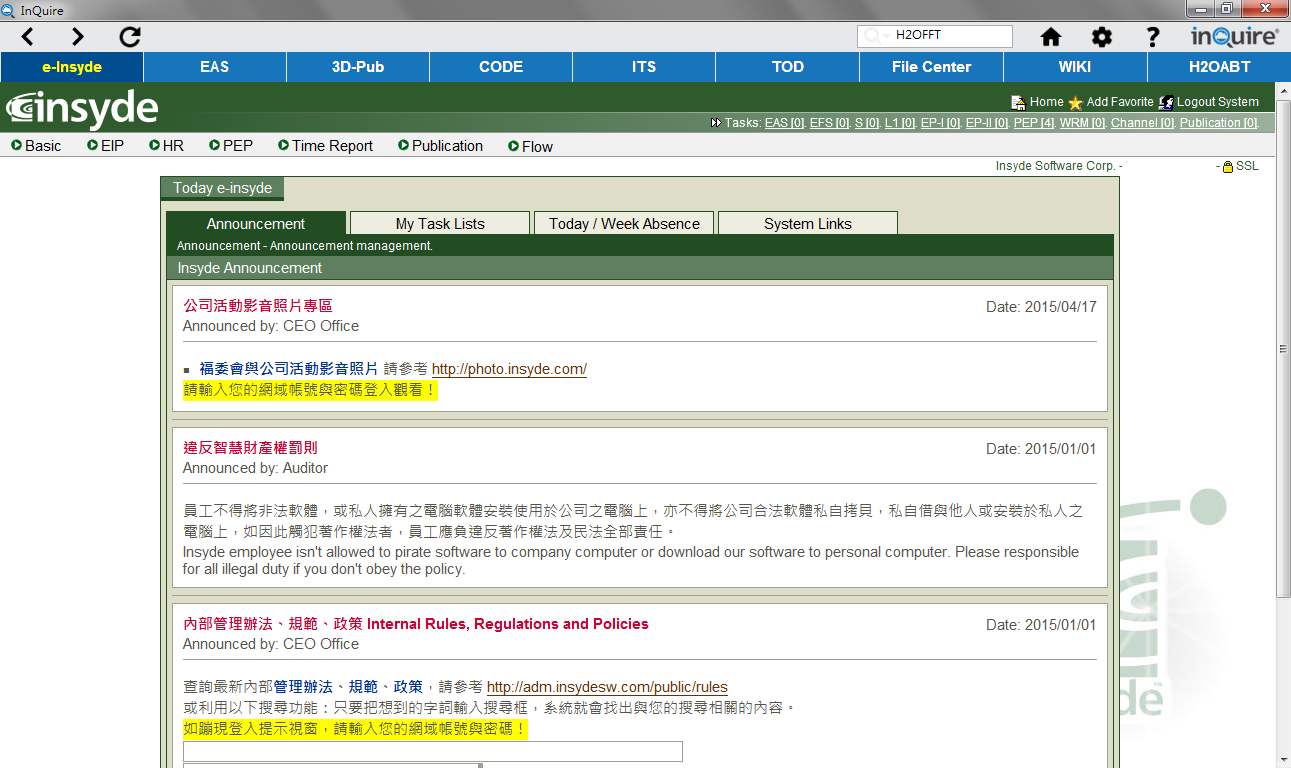 InQuire
H2OFFT
inQuire
e-Insyde EAS 3D-Pub CODE ITS TOD File Center WIKI H2OABT
insyde
Home Add Favorite Logout System
Tasks: EAS [0]. EFS [0]. S [0]. L1 [0]. EP-I [0]. EP-II [0]. PEP [4]. WRM [0]. Channel [0]. Publication [0].
Basic EIP HR PEP Time Report Publication Flow
Insyde Software Corp. - - SSL
Today e-insyde
Announcement My Task Lists Today / Week Absence System Links
Announcement - Announcement management.
Insyde Announcement
公司活動影音照片專區 Date: 2015/04/17
Announced by: CEO Office
▪ 福委會與公司活動影音照片 請參考 http://photo.insyde.com/
請輸入您的網域帳號與密碼登入觀看！
違反智慧財產權罰則 Date: 2015/01/01
Announced by: Auditor
員工不得將非法軟體，或私人擁有之電腦軟體安裝使用於公司之電腦上，亦不得將公司合法軟體私自拷貝，私自借與他人或安裝於私人之
電腦上，如因此觸犯著作權法者，員工應負違反著作權法及民法全部責任。
Insyde employee isn't allowed to pirate software to company computer or download our software to personal computer. Please responsible
for all illegal duty if you don't obey the policy.
內部管理辦法、規範、政策 Internal Rules, Regulations and Policies Date: 2015/01/01
Announced by: CEO Office
查詢最新內部管理辦法、規範、政策，請參考 http://adm.insydesw.com/public/rules
或利用以下搜尋功能：只要把想到的字詞輸入搜尋框，系統就會找出與您的搜尋相關的內容。
如蹦現登入提示視窗，請輸入您的網域帳號與密碼！
de™